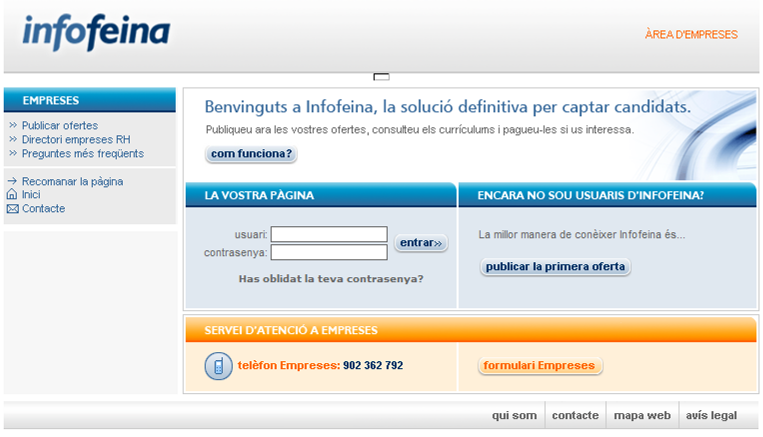 infofeina
ÀREA D'EMPRESES
EMPRESES
Publicar ofertes
Directori empreses RH
Preguntes més freqüents
Recomanar la pàgina
Inici
Contacte
Benvinguts a Infofeina, la solució definitiva per captar candidats.
Publiqueu ara les vostres ofertes, consulteu els currículums i pagueu-les si us interessa.
com funciona?
LA VOSTRA PÀGINA
usuari:
contrasenya:
entrar»
Has oblidat la teva contrasenya?
ENCARA NO SOU USUARIS D'INFOFEINA?
La millor manera de conèixer Infofeina és...
publicar la primera oferta
SERVEI D'ATENCIÓ A EMPRESES
telèfon Empreses: 902 362 792
formulari Empreses
qui som
contacte
mapa web
avís legal